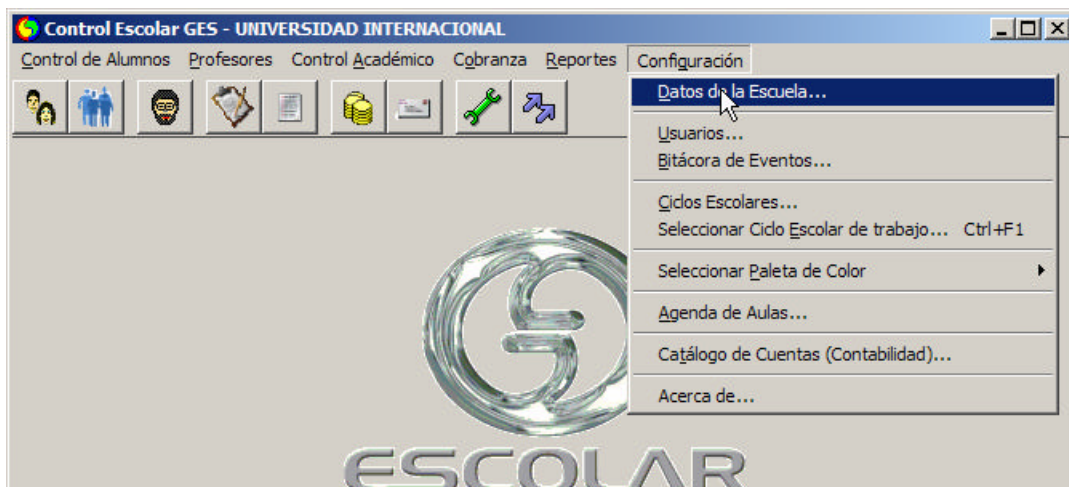 Control Escolar GES - UNIVERSIDAD INTERNACIONAL
Control de Alumnos Profesores Control Académico Cobranza Reportes Configuración
Datos de la Escuela...
Usuarios...
Bitácora de Eventos...
Ciclos Escolares...
Seleccionar Ciclo Escolar de trabajo... Ctrl+F1
Seleccionar Paleta de Color
Agenda de Aulas...
Catálogo de Cuentas (Contabilidad)...
Acerca de...
ESCOLAR